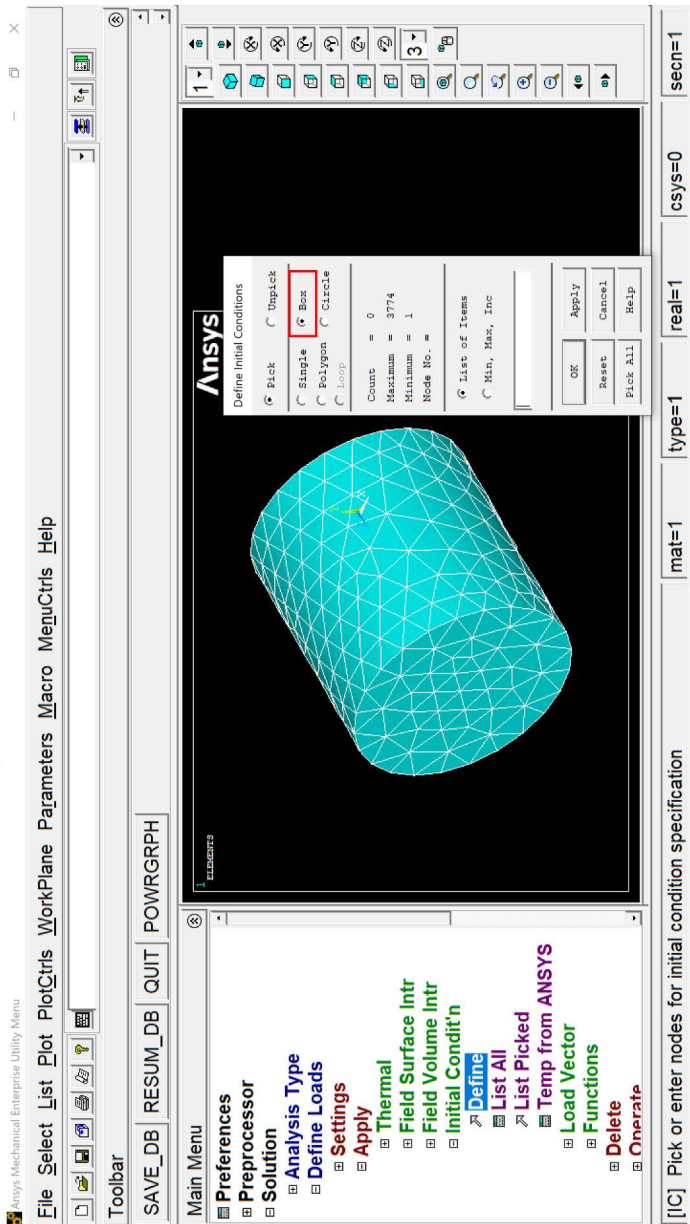 Ansys Mechanical Enterprise Utility Menu
File Select List Plot PlotCtrls WorkPlane Parameters Macro MenuCtrls Help
Toolbar
SAVE_DB RESUM_DB QUIT POWRGRPH
Main Menu
Preferences
Preprocessor
Solution
Analysis Type
Define Loads
Settings
Apply
Thermal
Field Surface Intr
Field Volume Intr
Initial Condit'n
Define
List All
List Picked
Temp from ANSYS
Load Vector
Functions
Delete
Operate
1
ELEMENTS
Ansys
Define Initial Conditions
Pick Unpick
Single Box
Polygon Circle
Loop
Count = 0
Maximum = 3774
Minimum = 1
Node No. =
List of Items
Min, Max, Inc
OK Apply
Reset Cancel
Pick All Help
1
3
[IC] Pick or enter nodes for initial condition specification
mat=1 type=1 real=1 csys=0 secn=1